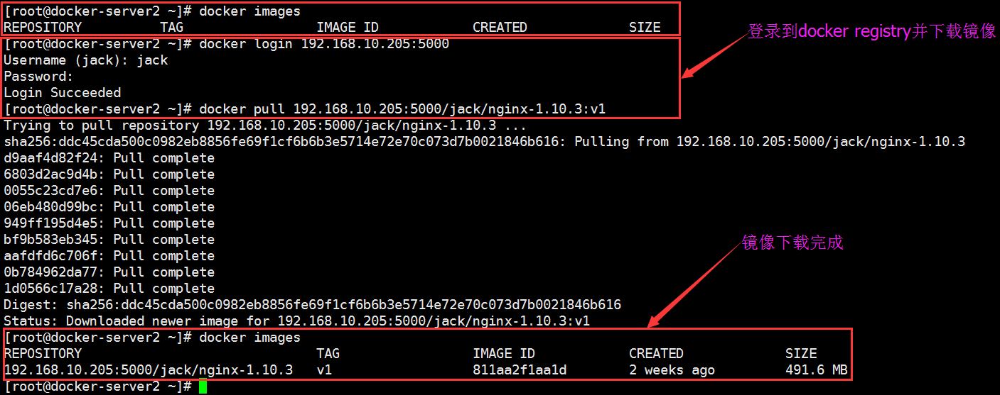 [root@docker-server2 ~]# docker images
REPOSITORY TAG IMAGE ID CREATED SIZE
登录到docker registry并下载镜像
[root@docker-server2 ~]# docker login 192.168.10.205:5000
Username (jack): jack
Password:
Login Succeeded
[root@docker-server2 ~]# docker pull 192.168.10.205:5000/jack/nginx-1.10.3:v1
Trying to pull repository 192.168.10.205:5000/jack/nginx-1.10.3 ...
sha256:ddc45cda500c0982eb8856fe69f1cf6b6b3e5714e72e70c073d7b0021846b616: Pulling from 192.168.10.205:5000/jack/nginx-1.10.3
d9aaf4d82f24: Pull complete
6803d2ac9d4b: Pull complete
0055c23cd7e6: Pull complete
06eb480d99bc: Pull complete
949ff195d4e5: Pull complete
bf9b583eb345: Pull complete
镜像下载完成
aafdfd6c706f: Pull complete
0b784962da77: Pull complete
1d0566c17a28: Pull complete
Digest: sha256:ddc45cda500c0982eb8856fe69f1cf6b6b3e5714e72e70c073d7b0021846b616
Status: Downloaded newer image for 192.168.10.205:5000/jack/nginx-1.10.3:v1
[root@docker-server2 ~]# docker images
REPOSITORY TAG IMAGE ID CREATED SIZE
192.168.10.205:5000/jack/nginx-1.10.3 v1 811aa2f1aa1d 2 weeks ago 491.6 MB
[root@docker-server2 ~]#